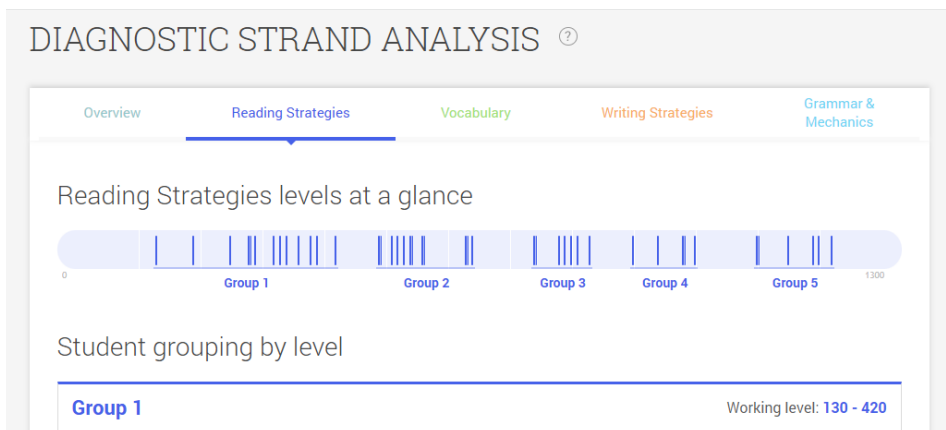 DIAGNOSTIC STRAND ANALYSIS ?
Overview
Reading Strategies
Vocabulary
Writing Strategies
Grammar &
Mechanics
Reading Strategies levels at a glance
0 1300
Group 1 Group 2 Group 3 Group 4 Group 5
Student grouping by level
Group 1 Working level: 130 - 420